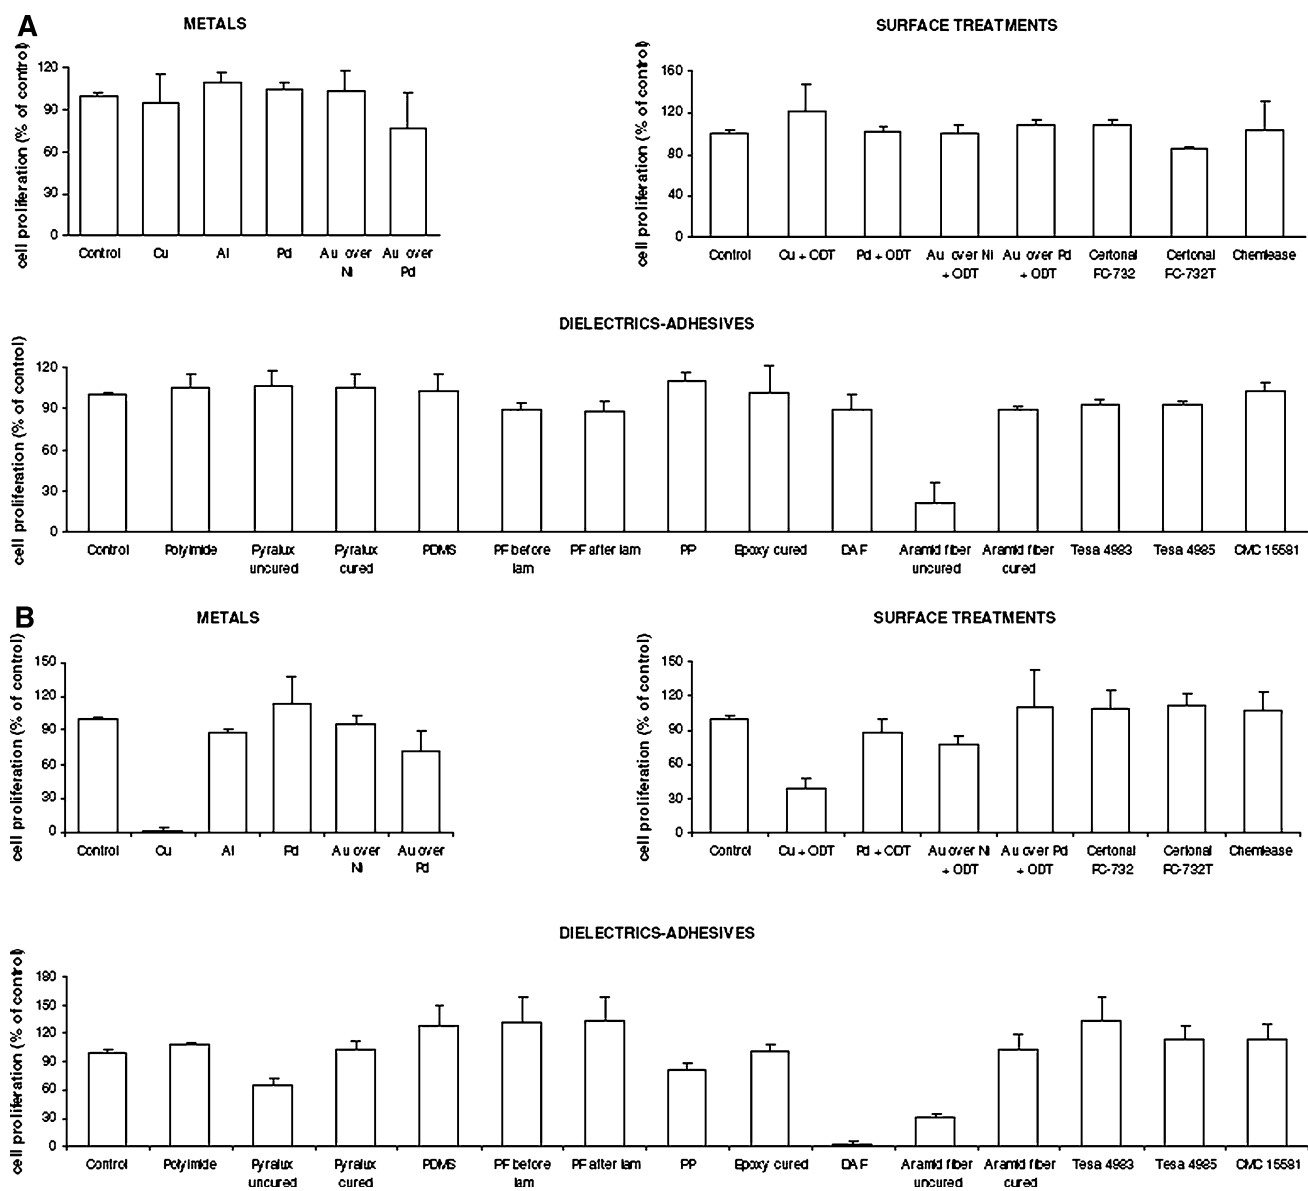 A
METALS
cell proliferation (% of control)
120
90
60
30
0
Control Cu Al Pd Au over Au over
Ni Pd
SURFACE TREATMENTS
cell proliferation (% of control)
160
120
80
40
0
Control Cu + ODT Pd + ODT Au over Ni Au over Pd Certonal Certonal Chemlease
+ ODT + ODT FC-732 FC-732T
DIELECTRICS-ADHESIVES
cell proliferation (% of control)
120
90
60
30
0
Control Polyimide Pyralux Pyralux PDMS PF before PF after lam PP Epoxy cured DAF Aramid fiber Aramid fiber Tesa 4983 Tesa 4985 CMC 15581
uncured cured lam uncured cured
B
METALS
cell proliferation (% of control)
150
120
90
60
30
0
Control Cu Al Pd Au over Au over
Ni Pd
SURFACE TREATMENTS
cell proliferation (% of control)
150
120
90
60
30
0
Control Cu + ODT Pd + ODT Au over Ni Au over Pd Certonal Certonal Chemlease
+ ODT + ODT FC-732 FC-732T
DIELECTRICS-ADHESIVES
cell proliferation (% of control)
180
150
120
90
60
30
0
Control Polyimide Pyralux Pyralux PDMS PF before PF after lam PP Epoxy cured DAF Aramid fiber Aramid fiber Tesa 4983 Tesa 4985 CMC 15581
uncured cured lam uncured cured